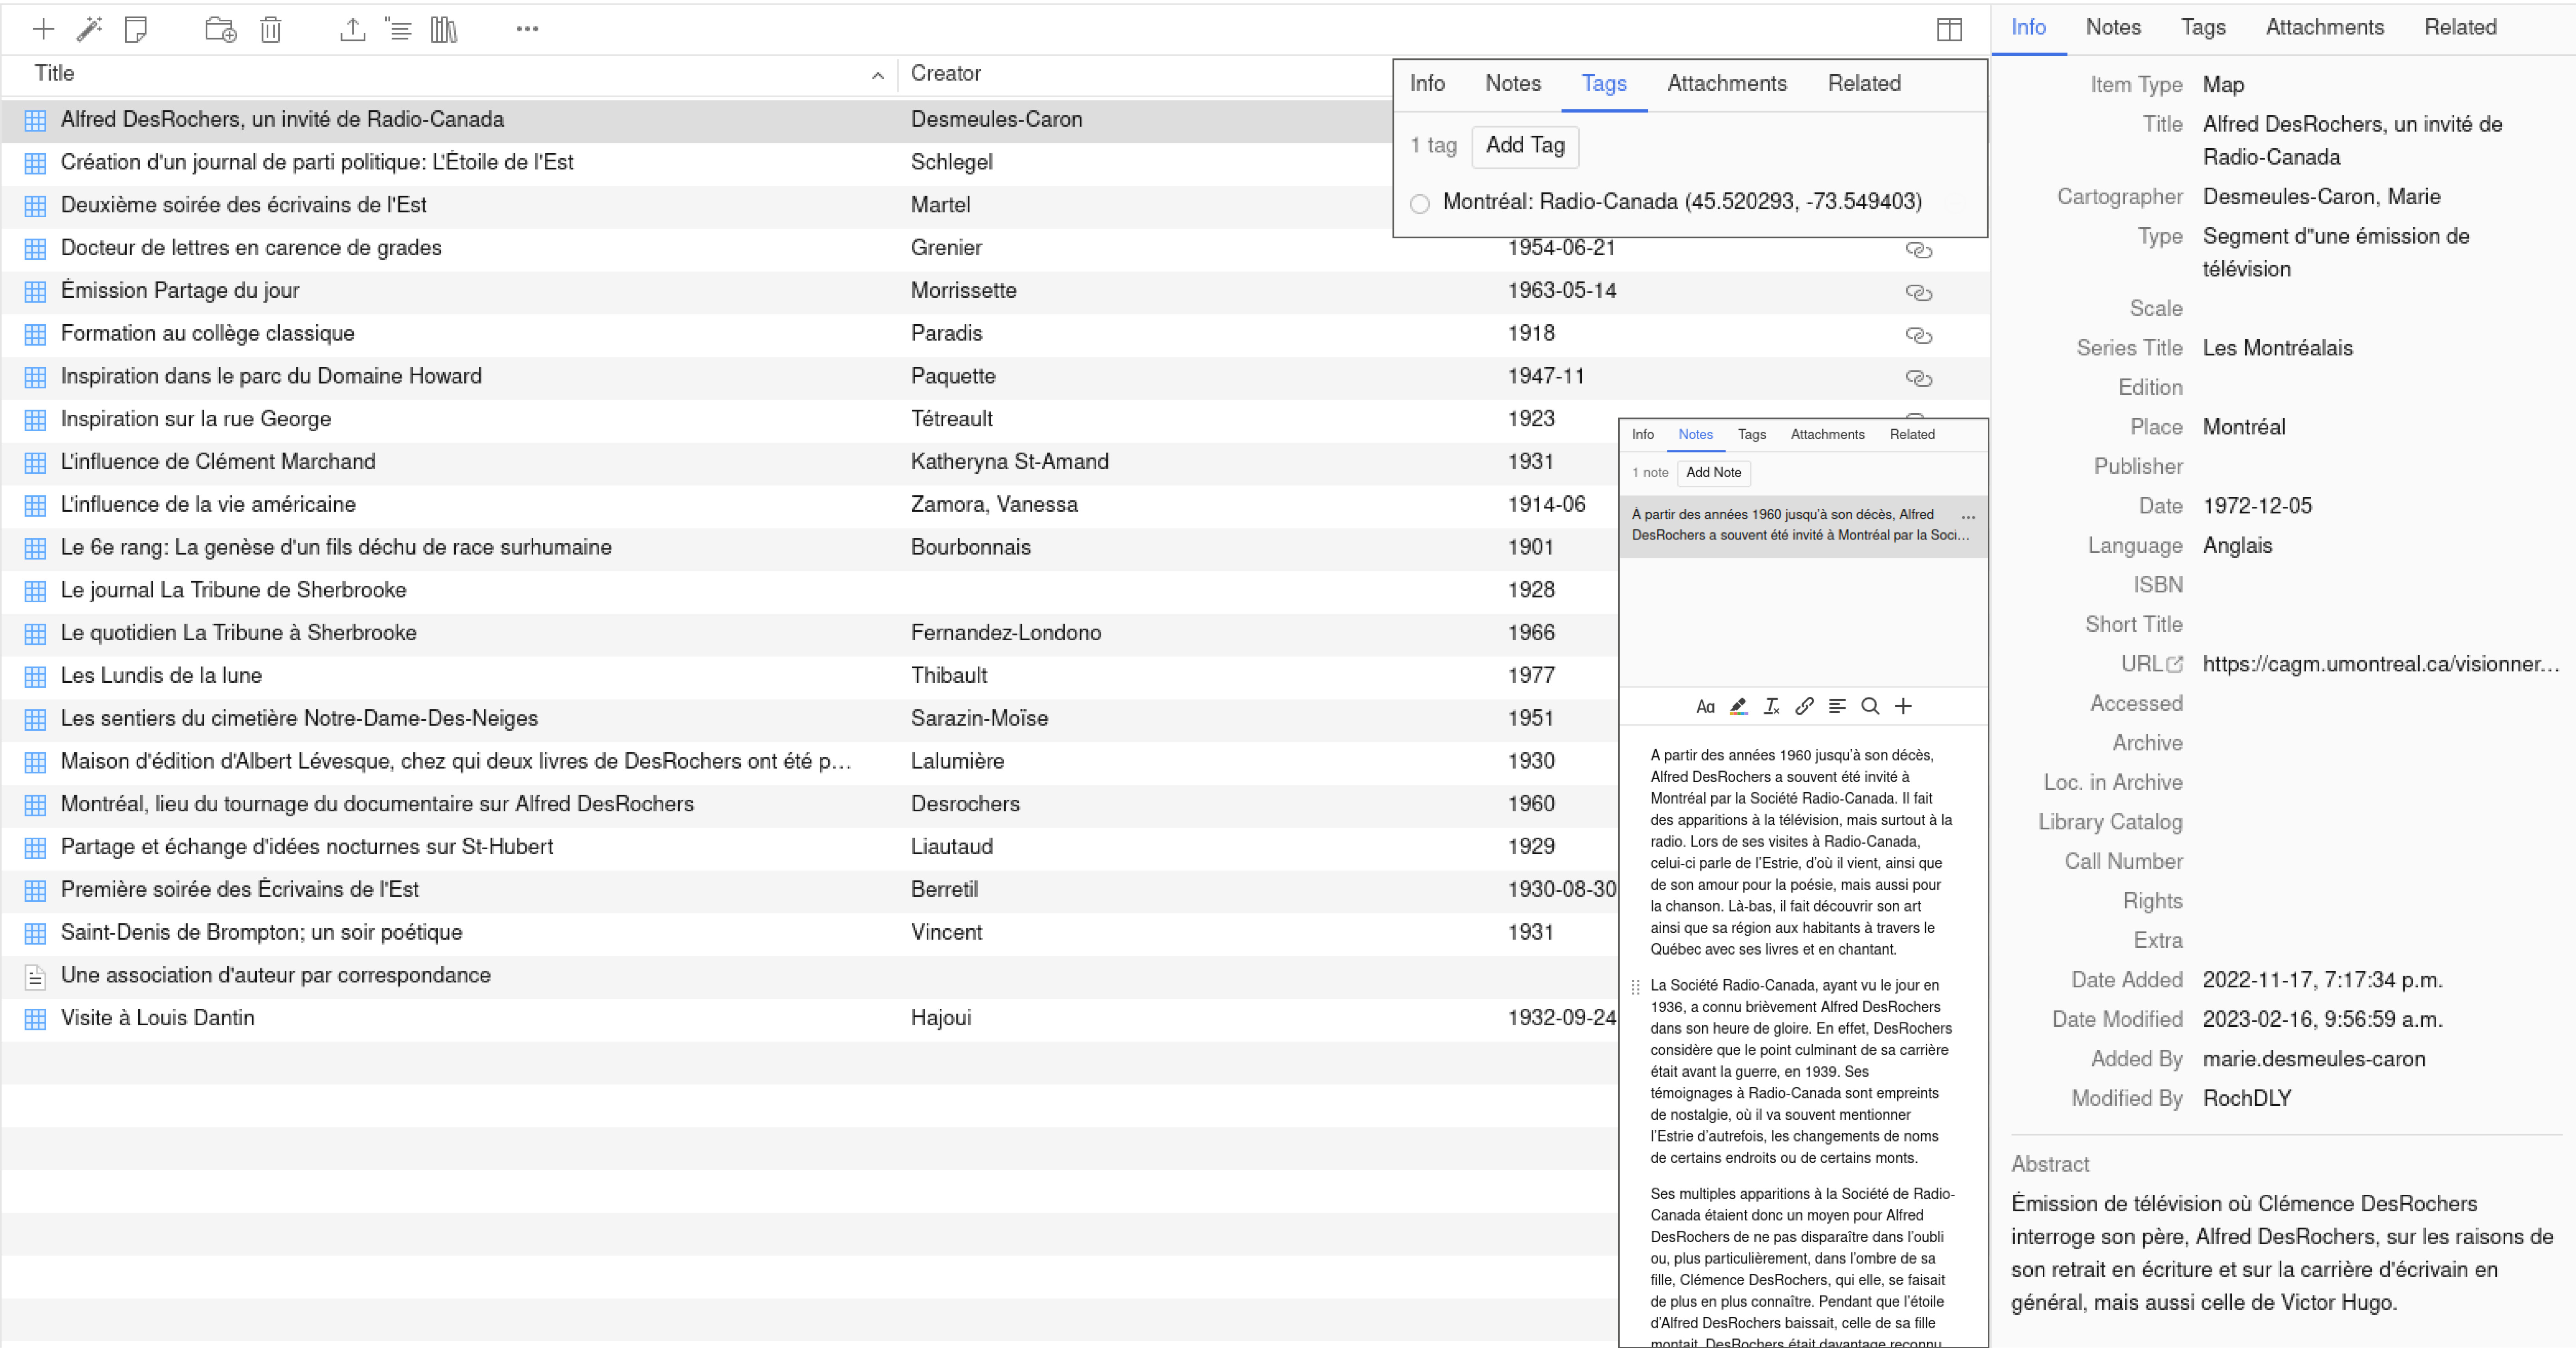 Title
Creator
Alfred DesRochers, un invité de Radio-Canada Desmeules-Caron
Création d'un journal de parti politique: L'Étoile de l'Est Schlegel
Deuxième soirée des écrivains de l'Est Martel
Docteur de lettres en carence de grades Grenier 1954-06-21
Émission Partage du jour Morrissette 1963-05-14
Formation au collège classique Paradis 1918
Inspiration dans le parc du Domaine Howard Paquette 1947-11
Inspiration sur la rue George Tétreault 1923
L'influence de Clément Marchand Katheryna St-Amand 1931
L'influence de la vie américaine Zamora, Vanessa 1914-06
Le 6e rang: La genèse d'un fils déchu de race surhumaine Bourbonnais 1901
Le journal La Tribune de Sherbrooke 1928
Le quotidien La Tribune à Sherbrooke Fernandez-Londono 1966
Les Lundis de la lune Thibault 1977
Les sentiers du cimetière Notre-Dame-Des-Neiges Sarazin-Moïse 1951
Maison d'édition d'Albert Lévesque, chez qui deux livres de DesRochers ont été p… Lalumière 1930
Montréal, lieu du tournage du documentaire sur Alfred DesRochers Desrochers 1960
Partage et échange d'idées nocturnes sur St-Hubert Liautaud 1929
Première soirée des Écrivains de l'Est Berretil 1930-08-30
Saint-Denis de Brompton; un soir poétique Vincent 1931
Une association d'auteur par correspondance
Visite à Louis Dantin Hajoui 1932-09-24
Info Notes Tags Attachments Related
1 tag Add Tag
Montréal: Radio-Canada (45.520293, -73.549403)
Info Notes Tags Attachments Related
1 note Add Note
À partir des années 1960 jusqu'à son décès, Alfred
DesRochers a souvent été invité à Montréal par la Soci…
Aa
A partir des années 1960 jusqu'à son décès,
Alfred DesRochers a souvent été invité à
Montréal par la Société Radio-Canada. Il fait
des apparitions à la télévision, mais surtout à la
radio. Lors de ses visites à Radio-Canada,
celui-ci parle de l'Estrie, d'où il vient, ainsi que
de son amour pour la poésie, mais aussi pour
la chanson. Là-bas, il fait découvrir son art
ainsi que sa région aux habitants à travers le
Québec avec ses livres et en chantant.
La Société Radio-Canada, ayant vu le jour en
1936, a connu brièvement Alfred DesRochers
dans son heure de gloire. En effet, DesRochers
considère que le point culminant de sa carrière
était avant la guerre, en 1939. Ses
témoignages à Radio-Canada sont empreints
de nostalgie, où il va souvent mentionner
l'Estrie d'autrefois, les changements de noms
de certains endroits ou de certains monts.
Ses multiples apparitions à la Société de Radio-
Canada étaient donc un moyen pour Alfred
DesRochers de ne pas disparaître dans l'oubli
ou, plus particulièrement, dans l'ombre de sa
fille, Clémence DesRochers, qui elle, se faisait
de plus en plus connaître. Pendant que l'étoile
d'Alfred DesRochers baissait, celle de sa fille
montait. DesRochers était davantage reconnu
Info Notes Tags Attachments Related
Item Type Map
Title Alfred DesRochers, un invité de
Radio-Canada
Cartographer Desmeules-Caron, Marie
Type Segment d"une émission de
télévision
Scale
Series Title Les Montréalais
Edition
Place Montréal
Publisher
Date 1972-12-05
Language Anglais
ISBN
Short Title
URL https://cagm.umontreal.ca/visionner…
Accessed
Archive
Loc. in Archive
Library Catalog
Call Number
Rights
Extra
Date Added 2022-11-17, 7:17:34 p.m.
Date Modified 2023-02-16, 9:56:59 a.m.
Added By marie.desmeules-caron
Modified By RochDLY
Abstract
Émission de télévision où Clémence DesRochers
interroge son père, Alfred DesRochers, sur les raisons de
son retrait en écriture et sur la carrière d'écrivain en
général, mais aussi celle de Victor Hugo.